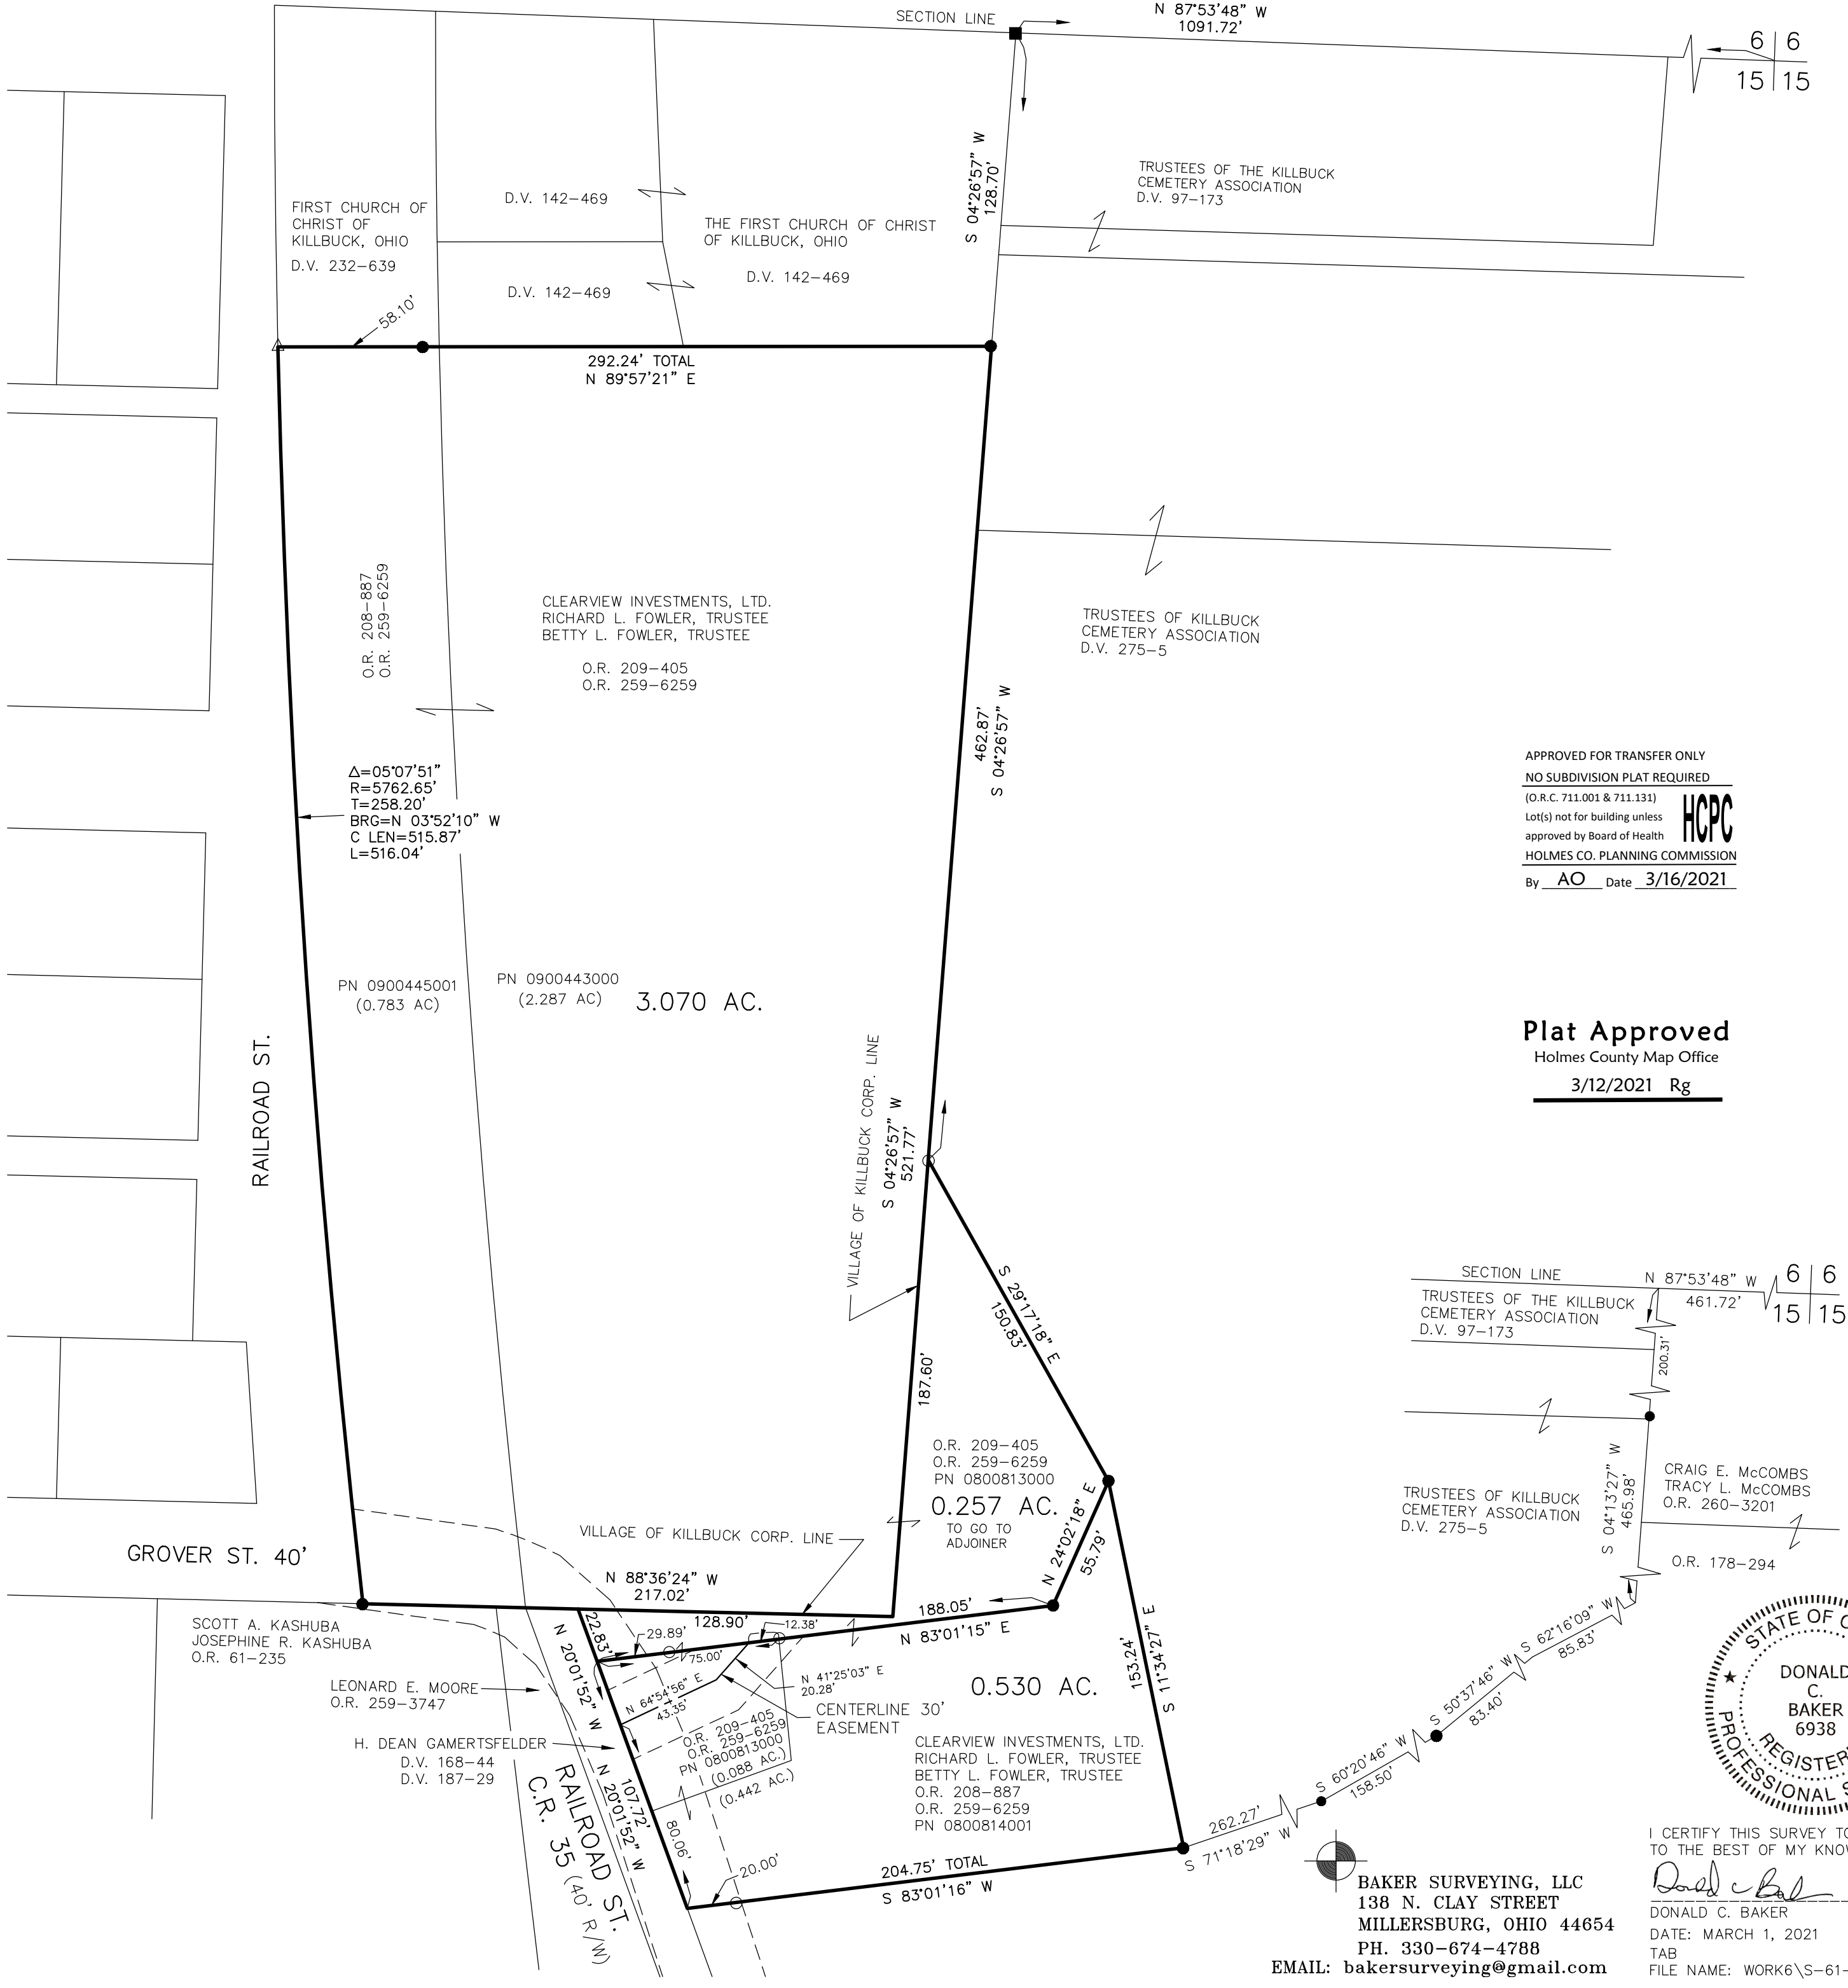 SECTION LINE
N 87°53'48" W
1091.72'
6 6
15 15
S 04°26'57" W
128.70'
TRUSTEES OF THE KILLBUCK
CEMETERY ASSOCIATION
D.V. 97-173
FIRST CHURCH OF
CHRIST OF
KILLBUCK, OHIO
D.V. 232-639
D.V. 142-469
THE FIRST CHURCH OF CHRIST
OF KILLBUCK, OHIO
D.V. 142-469
D.V. 142-469
58.10'
292.24' TOTAL
N 89°57'21" E
O.R. 208-887
O.R. 259-6259
CLEARVIEW INVESTMENTS, LTD.
RICHARD L. FOWLER, TRUSTEE
BETTY L. FOWLER, TRUSTEE
O.R. 209-405
O.R. 259-6259
TRUSTEES OF KILLBUCK
CEMETERY ASSOCIATION
D.V. 275-5
462.87'
S 04°26'57" W
Δ=05°07'51"
R=5762.65'
T=258.20'
BRG=N 03°52'10" W
C LEN=515.87'
L=516.04'
APPROVED FOR TRANSFER ONLY
NO SUBDIVISION PLAT REQUIRED
(O.R.C. 711.001 & 711.131)
Lot(s) not for building unless
approved by Board of Health
HCPC
HOLMES CO. PLANNING COMMISSION
By AO Date 3/16/2021
PN 0900445001
(0.783 AC)
PN 0900443000
(2.287 AC)
3.070 AC.
Plat Approved
Holmes County Map Office
3/12/2021 Rg
RAILROAD ST.
VILLAGE OF KILLBUCK CORP. LINE
S 04°26'57" W
521.77'
S 29°17'18" E
150.83'
187.60'
SECTION LINE
N 87°53'48" W
461.72'
6 6
15 15
TRUSTEES OF THE KILLBUCK
CEMETERY ASSOCIATION
D.V. 97-173
200.31'
O.R. 209-405
O.R. 259-6259
PN 0800813000
0.257 AC.
TO GO TO
ADJOINER
N 24°02'18" E
55.79'
TRUSTEES OF KILLBUCK
CEMETERY ASSOCIATION
D.V. 275-5
S 04°13'27" W
465.98'
CRAIG E. McCOMBS
TRACY L. McCOMBS
O.R. 260-3201
O.R. 178-294
VILLAGE OF KILLBUCK CORP. LINE
GROVER ST. 40'
N 88°36'24" W
217.02'
128.90'
188.05'
N 83°01'15" E
12.38'
29.89'
75.00'
22.83'
N 20°01'52" W
SCOTT A. KASHUBA
JOSEPHINE R. KASHUBA
O.R. 61-235
LEONARD E. MOORE
O.R. 259-3747
N 64°54'56" E
43.35'
N 41°25'03" E
20.28'
CENTERLINE 30'
EASEMENT
0.530 AC.
153.24'
S 11°34'27" E
S 62°16'09" W
85.83'
S 50°37'46" W
83.40'
S 60°20'46" W
158.50'
262.27'
S 71°18'29" W
H. DEAN GAMERTSFELDER
D.V. 168-44
D.V. 187-29
O.R. 209-405
O.R. 259-6259
PN 0800813000
(0.088 AC.)
(0.442 AC.)
CLEARVIEW INVESTMENTS, LTD.
RICHARD L. FOWLER, TRUSTEE
BETTY L. FOWLER, TRUSTEE
O.R. 208-887
O.R. 259-6259
PN 0800814001
107.72'
N 20°01'52" W
80.06'
20.00'
204.75' TOTAL
S 83°01'16" W
RAILROAD ST.
C.R. 35 (40' R/W)
STATE OF O
DONALD
C.
BAKER
6938
REGISTER
PROFESSIONAL S
BAKER SURVEYING, LLC
138 N. CLAY STREET
MILLERSBURG, OHIO 44654
PH. 330-674-4788
EMAIL: bakersurveying@gmail.com
I CERTIFY THIS SURVEY TO
TO THE BEST OF MY KNO
Donald C Bak
DONALD C. BAKER
DATE: MARCH 1, 2021
TAB
FILE NAME: WORK6\S-61-